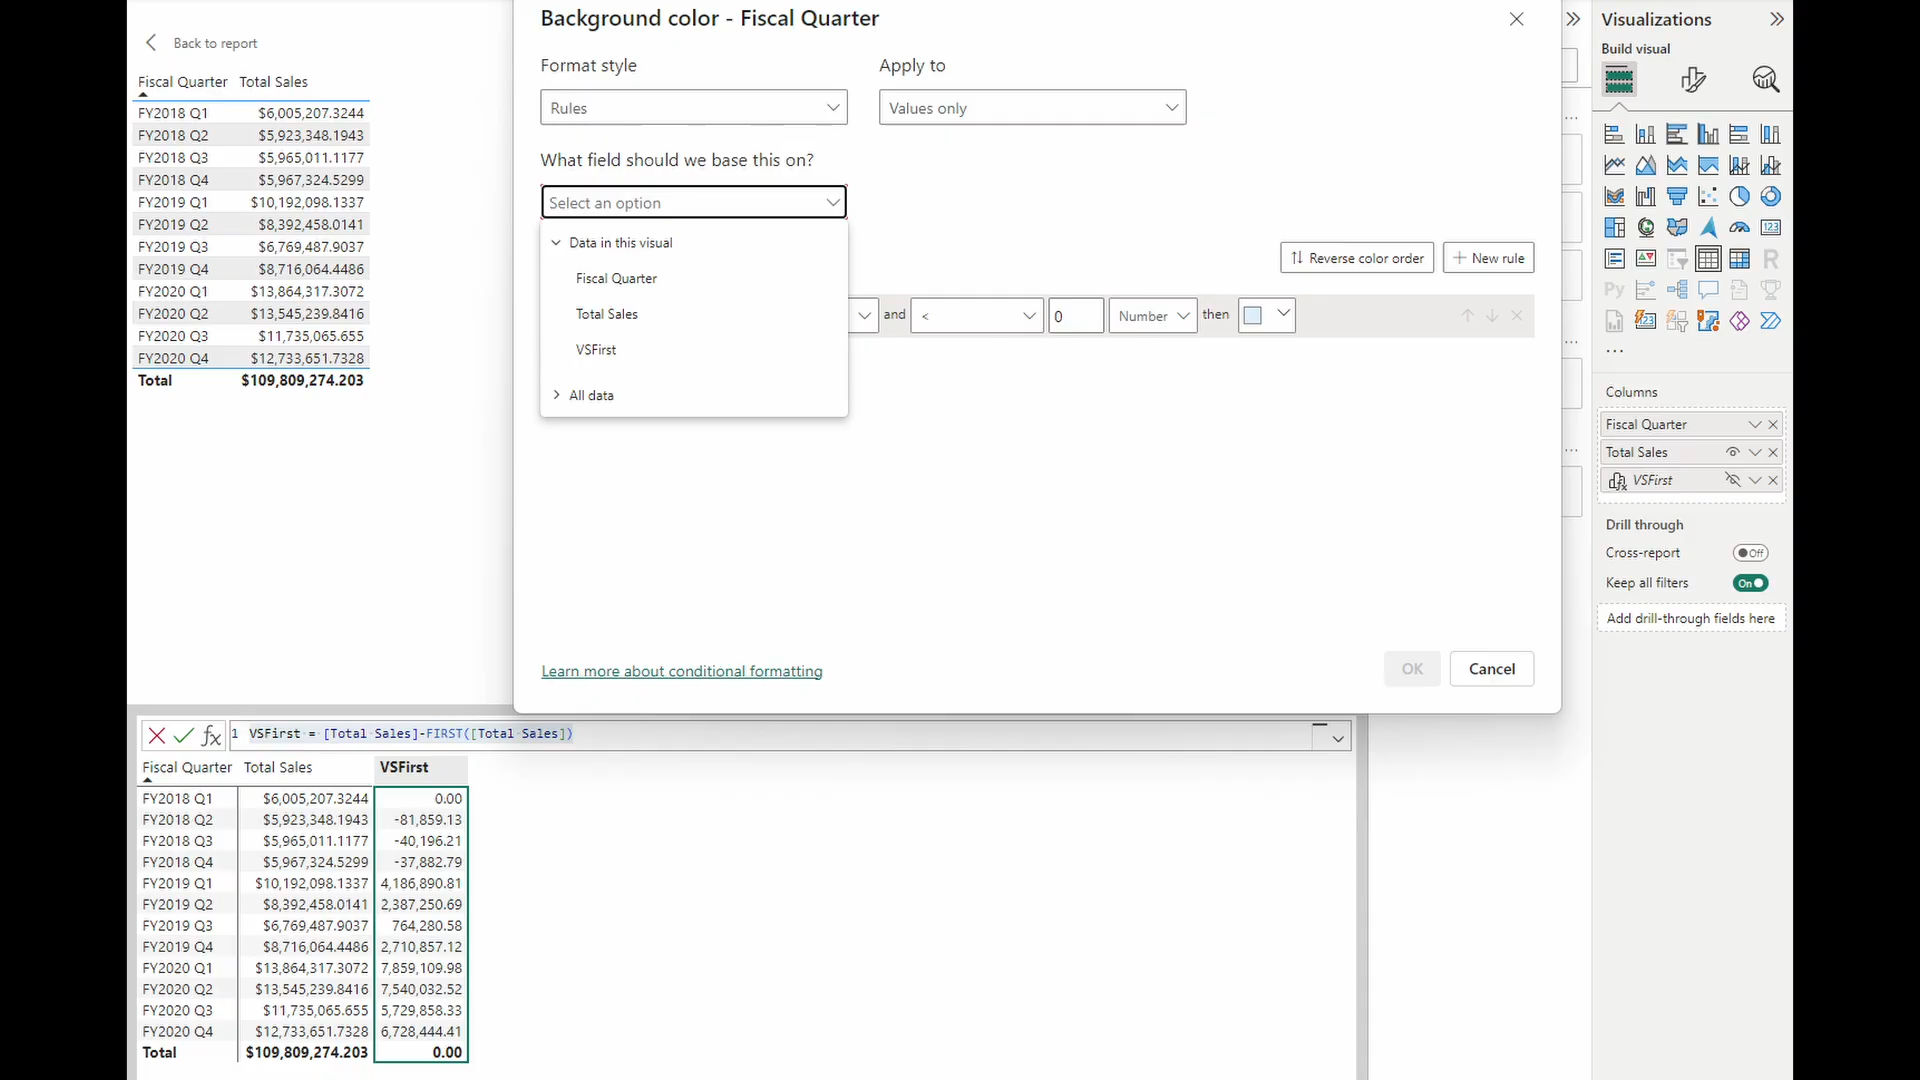 Background color - Fiscal Quarter
Back to report
Fiscal Quarter Total Sales
FY2018 Q1 $6,005,207.3244
FY2018 Q2 $5,923,348.1943
FY2018 Q3 $5,965,011.1177
FY2018 Q4 $5,967,324.5299
FY2019 Q1 $10,192,098.1337
FY2019 Q2 $8,392,458.0141
FY2019 Q3 $6,769,487.9037
FY2019 Q4 $8,716,064.4486
FY2020 Q1 $13,864,317.3072
FY2020 Q2 $13,545,239.8416
FY2020 Q3 $11,735,065.655
FY2020 Q4 $12,733,651.7328
Total $109,809,274.203
Format style Apply to
Rules Values only
What field should we base this on?
Select an option
Data in this visual
Fiscal Quarter
Total Sales
VSFirst
All data
Reverse color order New rule
and < 0 Number then
Learn more about conditional formatting
OK Cancel
1 VSFirst = [Total Sales]-FIRST([Total Sales])
Fiscal Quarter Total Sales VSFirst
FY2018 Q1 $6,005,207.3244 0.00
FY2018 Q2 $5,923,348.1943 -81,859.13
FY2018 Q3 $5,965,011.1177 -40,196.21
FY2018 Q4 $5,967,324.5299 -37,882.79
FY2019 Q1 $10,192,098.1337 4,186,890.81
FY2019 Q2 $8,392,458.0141 2,387,250.69
FY2019 Q3 $6,769,487.9037 764,280.58
FY2019 Q4 $8,716,064.4486 2,710,857.12
FY2020 Q1 $13,864,317.3072 7,859,109.98
FY2020 Q2 $13,545,239.8416 7,540,032.52
FY2020 Q3 $11,735,065.655 5,729,858.33
FY2020 Q4 $12,733,651.7328 6,728,444.41
Total $109,809,274.203 0.00
Visualizations
Build visual
123
R
Py
123
...
Columns
Fiscal Quarter
Total Sales
VSFirst
Drill through
Cross-report Off
Keep all filters On
Add drill-through fields here